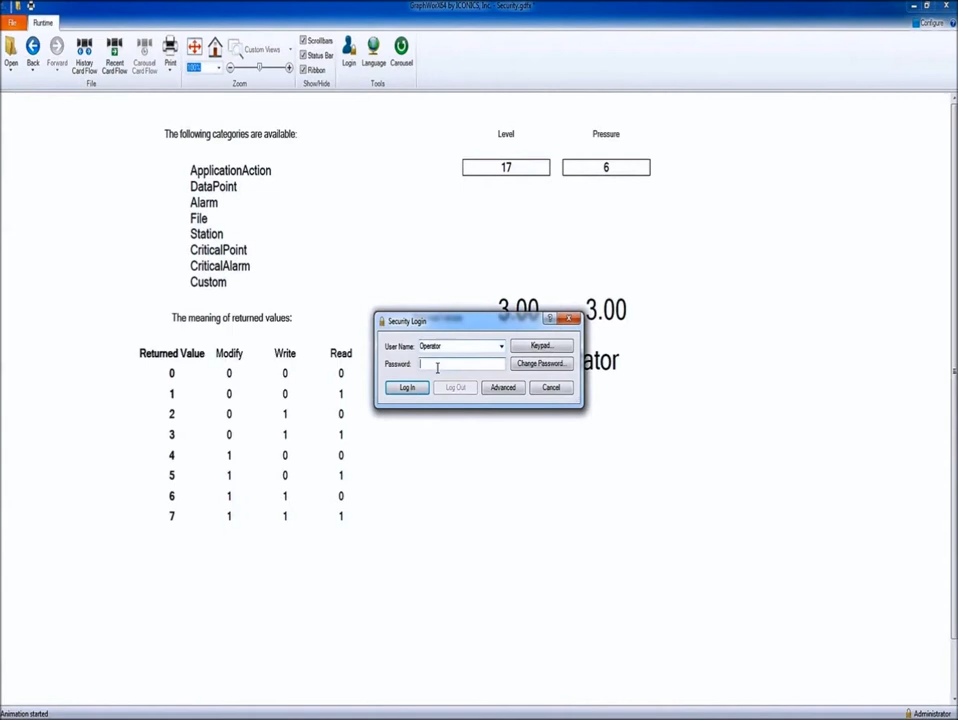 GraphWorX64 by ICONICS, Inc. - Security.gdfx*
File Runtime Configure
Open Back Forward History Card Flow Recent Card Flow Carousel Card Flow Print
Custom Views
100%
Scrollbars
Status Bar
Ribbon
Login Language Carousel
File Zoom Show/Hide Tools
The following categories are available:
Level Pressure
17 6
ApplicationAction
DataPoint
Alarm
File
Station
CriticalPoint
CriticalAlarm
Custom
3.00 3.00
The meaning of returned values:
Security Login
User Name: Operator Keypad...
Password: Change Password...
ator
Log In Log Out Advanced Cancel
Returned Value Modify Write Read
0 0 0 0
1 0 0 1
2 0 1 0
3 0 1 1
4 1 0 0
5 1 0 1
6 1 1 0
7 1 1 1
Animation started Administrator